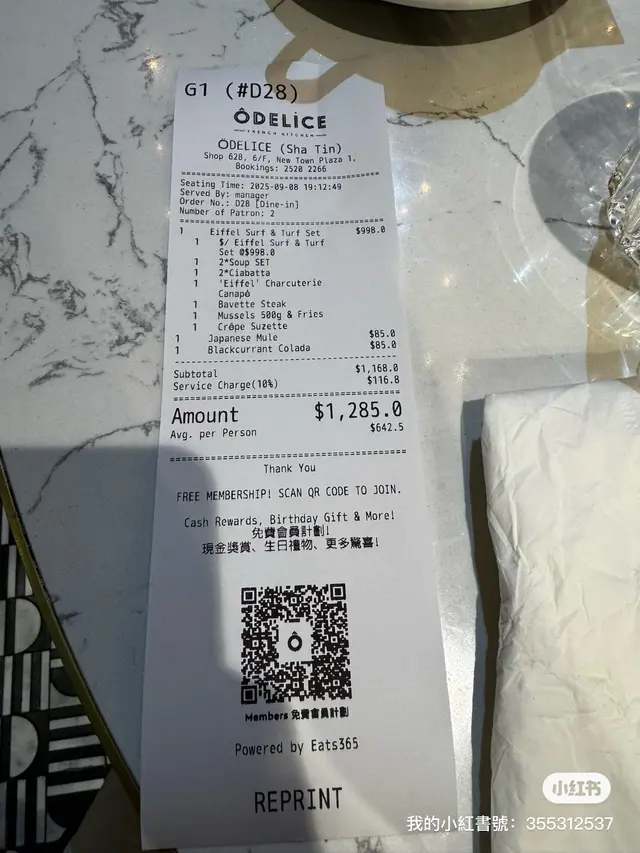 G1 (#D28)
ÔDELİCE
FRENCH KITCHEN
ÔDELICE (Sha Tin)
Shop 628, 6/F, New Town Plaza 1,
Bookings: 2520 2266
Seating Time: 2025-09-08 19:12:49
Served By: manager
Order No.: D28 [Dine-in]
Number of Patron: 2
1 Eiffel Surf & Turf Set $998.0
1 $/ Eiffel Surf & Turf
Set @$998.0
1 2*Soup SET
1 2*Ciabatta
1 'Eiffel' Charcuterie
Canapé
1 Bavette Steak
1 Mussels 500g & Fries
1 Crêpe Suzette
1 Japanese Mule $85.0
1 Blackcurrant Colada $85.0
Subtotal $1,168.0
Service Charge(10%) $116.8
Amount $1,285.0
Avg. per Person $642.5
Thank You
FREE MEMBERSHIP! SCAN QR CODE TO JOIN.
Cash Rewards, Birthday Gift & More!
免費會員計劃!
現金獎賞、生日禮物、更多驚喜!
Ô
Members 免費會員計劃
Powered by Eats365
REPRINT
小红书
我的小紅書號: 355312537